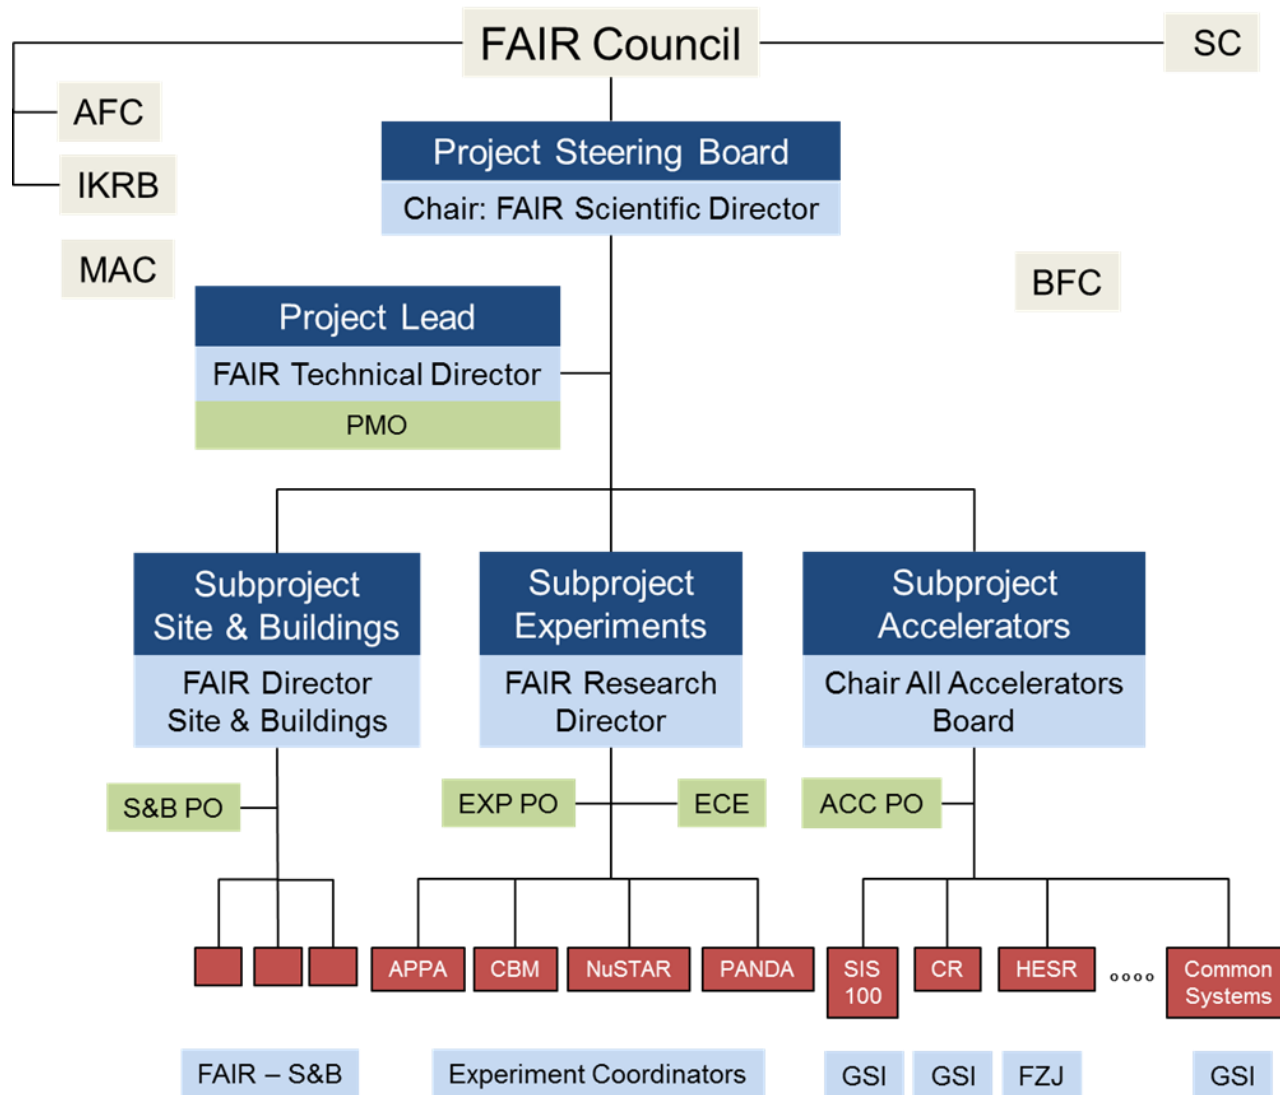 FAIR Council
SC
AFC
IKRB
MAC
Project Steering Board
Chair: FAIR Scientific Director
BFC
Project Lead
FAIR Technical Director
PMO
Subproject
Site & Buildings
FAIR Director
Site & Buildings
Subproject
Experiments
FAIR Research
Director
Subproject
Accelerators
Chair All Accelerators
Board
S&B PO
EXP PO
ECE
ACC PO
APPA
CBM
NuSTAR
PANDA
SIS
100
CR
HESR
oooo
Common
Systems
FAIR – S&B
Experiment Coordinators
GSI
GSI
FZJ
GSI